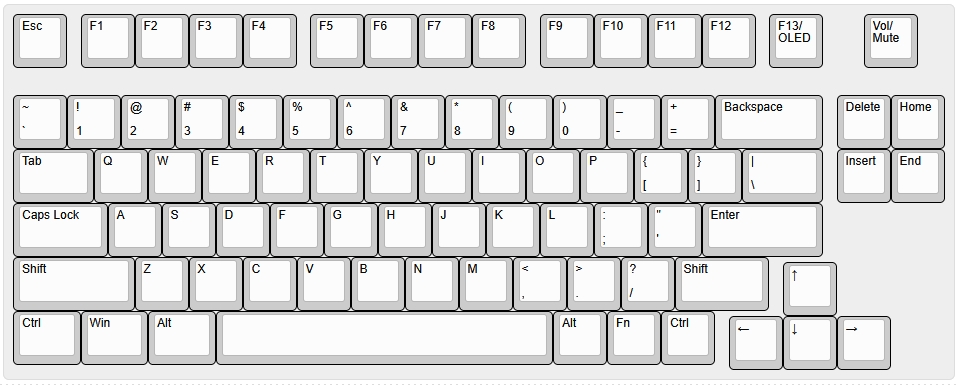 Esc F1 F2 F3 F4 F5 F6 F7 F8 F9 F10 F11 F12 F13/ Vol/
OLED Mute
~ ! @ # $ % ^ & * ( ) _ + Backspace Delete Home
` 1 2 3 4 5 6 7 8 9 0 - =
Tab Q W E R T Y U I O P { } | Insert End
[ ] \
Caps Lock A S D F G H J K L : " Enter
; '
Shift Z X C V B N M < > ? Shift ↑
, . /
Ctrl Win Alt Alt Fn Ctrl ← ↓ →